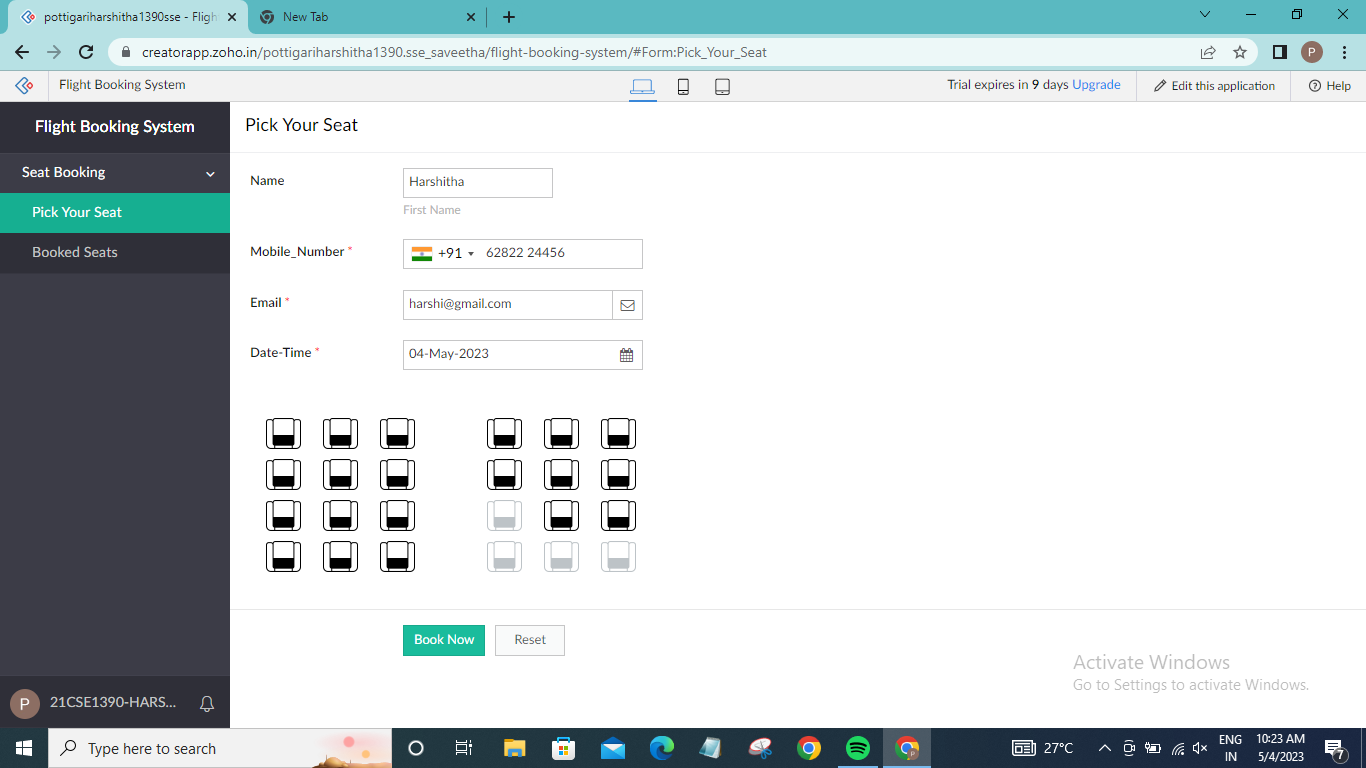 pottigariharshitha1390sse - Fligh
New Tab
creatorapp.zoho.in/pottigariharshitha1390.sse_saveetha/flight-booking-system/#Form:Pick_Your_Seat
P
Flight Booking System
Trial expires in 9 days Upgrade
Edit this application
Help
Flight Booking System
Seat Booking
Pick Your Seat
Booked Seats
Pick Your Seat
Name
Harshitha
First Name
Mobile_Number *
+91
62822 24456
Email *
harshi@gmail.com
Date-Time *
04-May-2023
Book Now
Reset
Activate Windows
Go to Settings to activate Windows.
P
21CSE1390-HARS...
Type here to search
27°C
ENG
IN
10:23 AM
5/4/2023
7